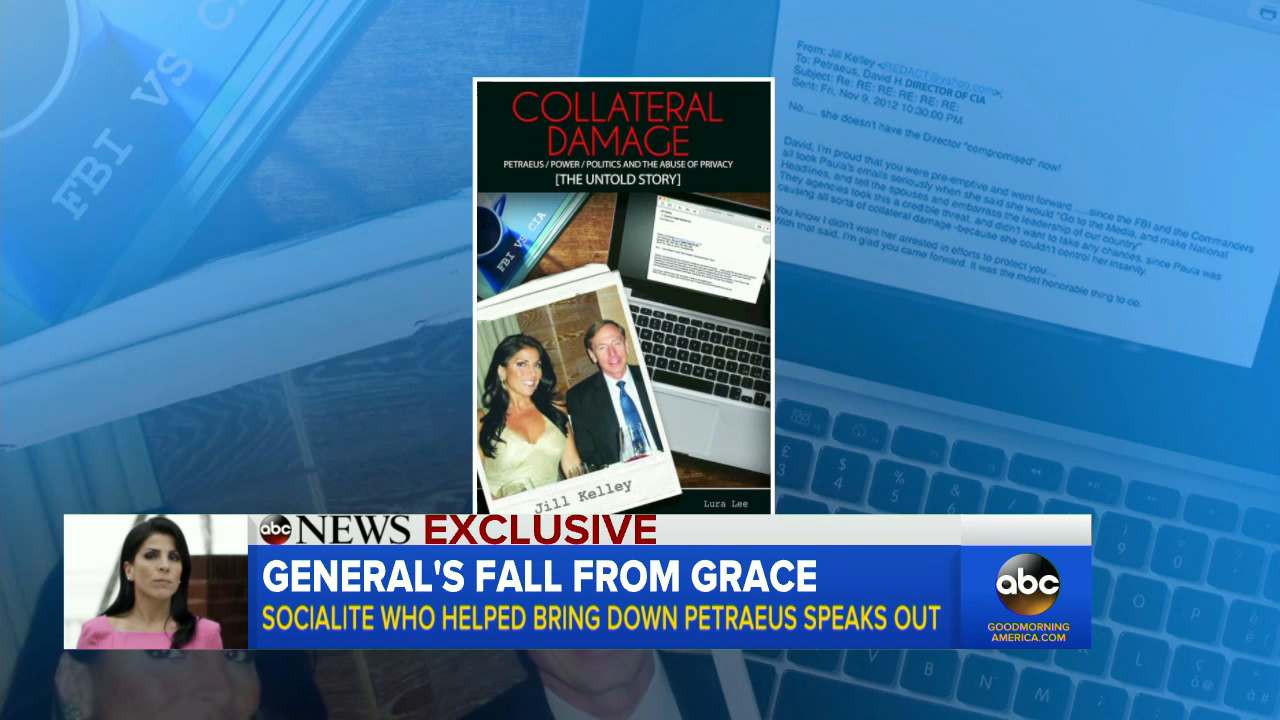 FBI VS CIA
From: Jill Kelley <REDACT@yahoo.com>
To: Petraeus, David H DIRECTOR OF CIA
Subject: Re: RE: RE: RE: RE: RE:
Sent: Fri, Nov 9, 2012 10:30:00 PM
No..... she doesn't have the Director "compromised" now!
David, I'm proud that you were pre-emptive and went forward .....since the FBI and the Commanders
all took Paula's emails seriously when she said she would "Go to the Media, and make National
Headlines, and tell the spouses and embarrass the leadership of our country"
They agencies took this a credible threat, and didn't want to take any chances, since Paula was
causing all sorts of collateral damage -because she couldn't control her insanity.
You know I didn't want her arrested in efforts to protect you....
With that said, I'm glad you came forward. It was the most honorable thing to do.
COLLATERAL
DAMAGE
PETRAEUS / POWER / POLITICS AND THE ABUSE OF PRIVACY
[THE UNTOLD STORY]
FBI VS CIA
Jill Kelley
Lura Lee
abc NEWS EXCLUSIVE
GENERAL'S FALL FROM GRACE
SOCIALITE WHO HELPED BRING DOWN PETRAEUS SPEAKS OUT
abc
GOODMORNING
AMERICA.COM